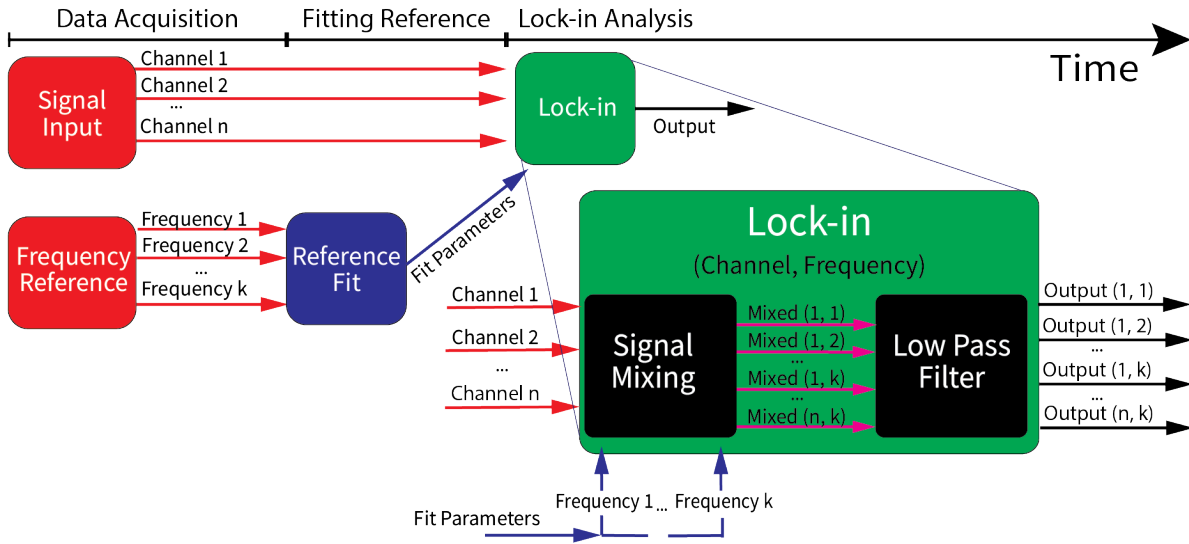 Data Acquisition
Fitting Reference
Lock-in Analysis
Time
Signal
Input
Channel 1
Channel 2
...
Channel n
Lock-in
Output
Frequency
Reference
Frequency 1
Frequency 2
...
Frequency k
Reference
Fit
Fit Parameters
Lock-in
(Channel, Frequency)
Channel 1
Channel 2
...
Channel n
Signal
Mixing
Mixed (1, 1)
Mixed (1, 2)
...
Mixed (1, k)
...
Mixed (n, k)
Low Pass
Filter
Output (1, 1)
Output (1, 2)
...
Output (1, k)
...
Output (n, k)
Frequency 1 ... Frequency k
Fit Parameters